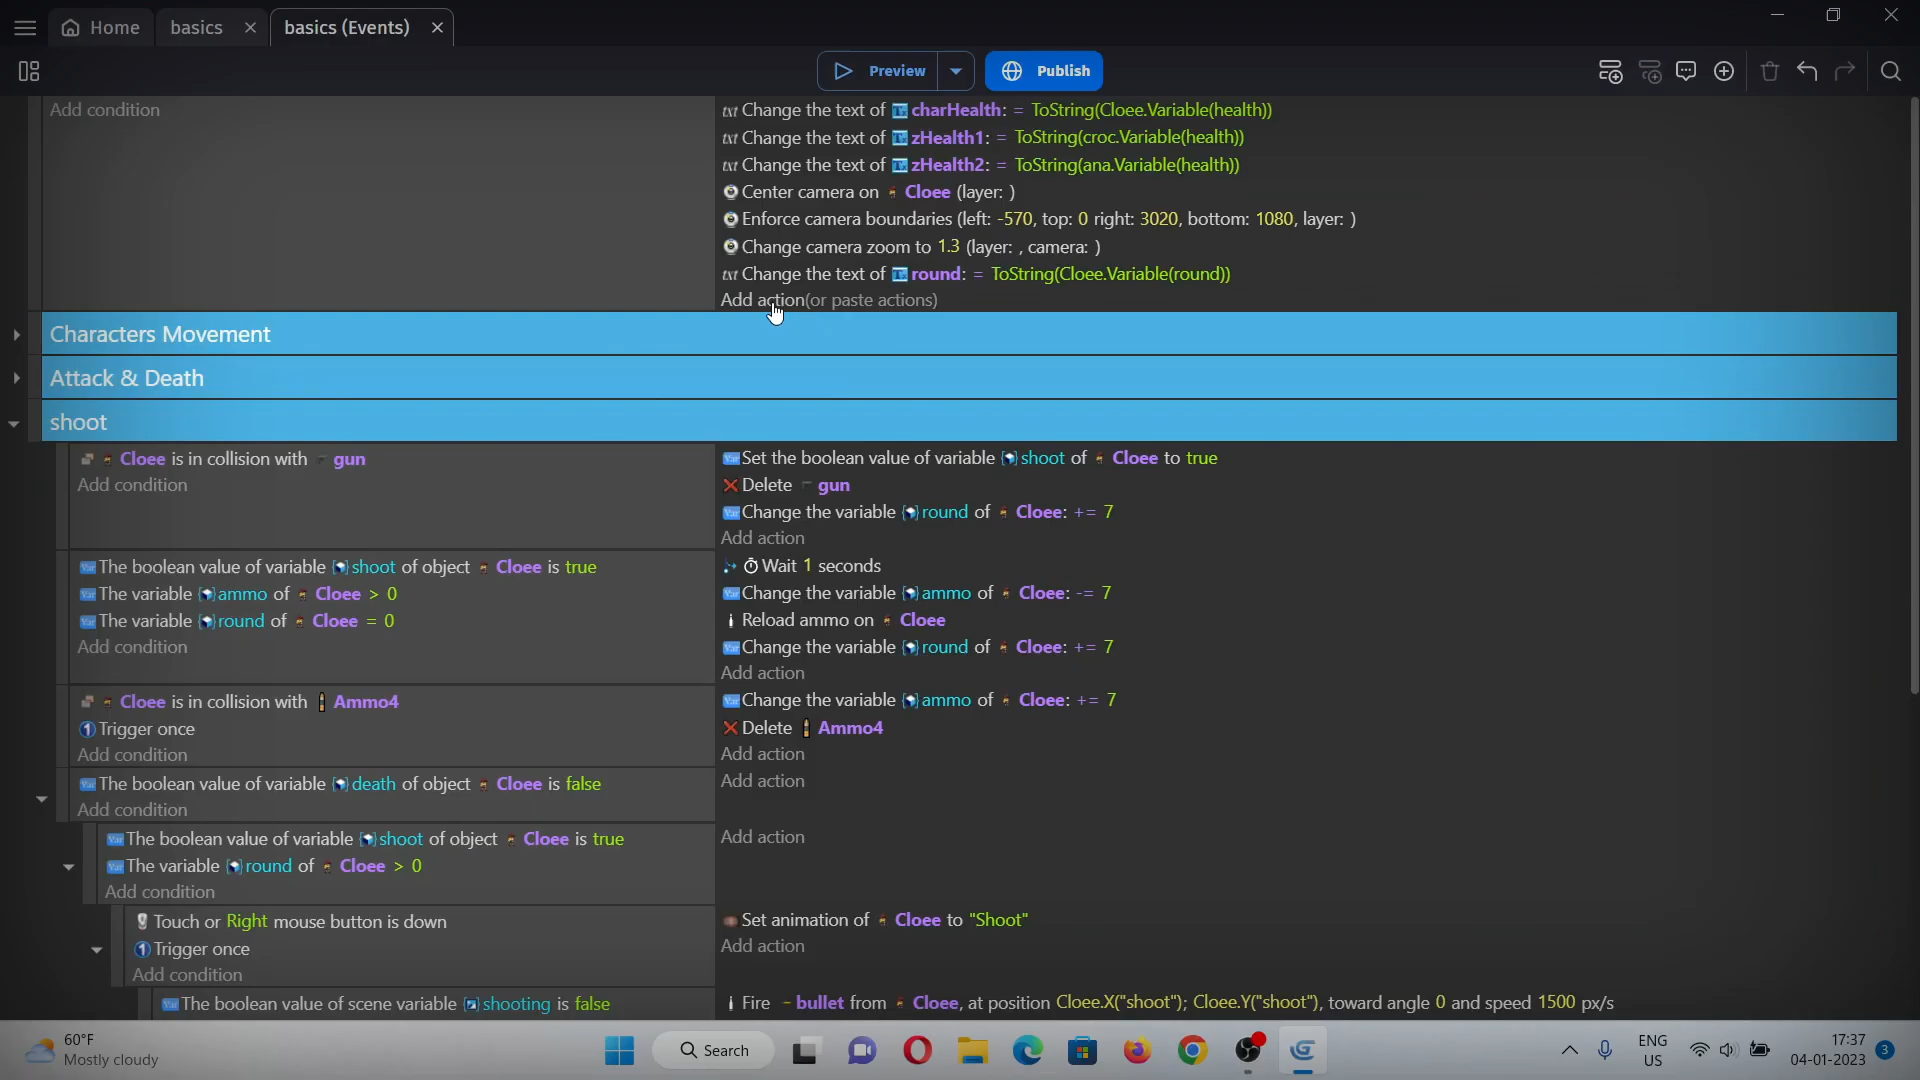 Home
basics
basics (Events)
Preview
Publish
Add condition
Change the text of charHealth: = ToString(Cloee.Variable(health))
Change the text of zHealth1: = ToString(croc.Variable(health))
Change the text of zHealth2: = ToString(ana.Variable(health))
Center camera on Cloee (layer: )
Enforce camera boundaries (left: -570, top: 0 right: 3020, bottom: 1080, layer: )
Change camera zoom to 1.3 (layer: , camera: )
Change the text of round: = ToString(Cloee.Variable(round))
Add action(or paste actions)
Characters Movement
Attack & Death
shoot
Cloee is in collision with gun
Add condition
Set the boolean value of variable shoot of Cloee to true
Delete gun
Change the variable round of Cloee: += 7
Add action
The boolean value of variable shoot of object Cloee is true
The variable ammo of Cloee > 0
The variable round of Cloee = 0
Add condition
Wait 1 seconds
Change the variable ammo of Cloee: -= 7
Reload ammo on Cloee
Change the variable round of Cloee: += 7
Add action
Cloee is in collision with Ammo4
Trigger once
Add condition
Change the variable ammo of Cloee: += 7
Delete Ammo4
Add action
The boolean value of variable death of object Cloee is false
Add condition
Add action
The boolean value of variable shoot of object Cloee is true
The variable round of Cloee > 0
Add condition
Add action
Touch or Right mouse button is down
Trigger once
Add condition
Set animation of Cloee to "Shoot"
Add action
The boolean value of scene variable shooting is false
Fire bullet from Cloee, at position Cloee.X("shoot"); Cloee.Y("shoot"), toward angle 0 and speed 1500 px/s
60°F
Mostly cloudy
Search
ENG
US
17:37
04-01-2023
3